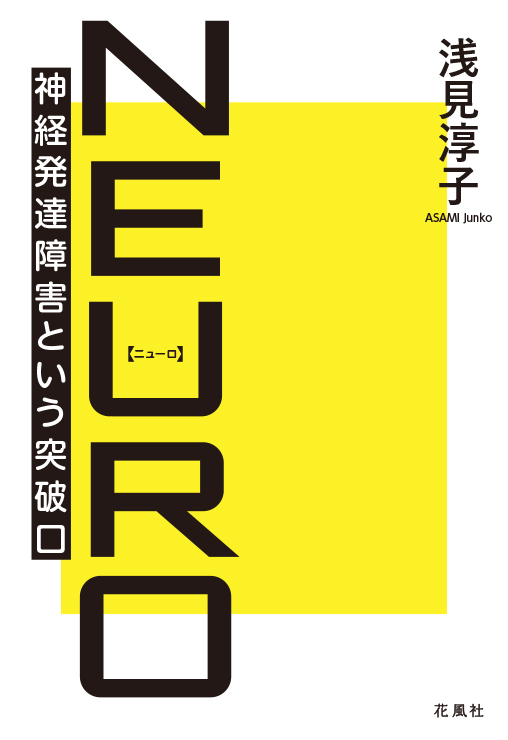 浅見淳子
ASAMI Junko
NEURO
【ニューロ】
神経発達障害という突破口
花風社